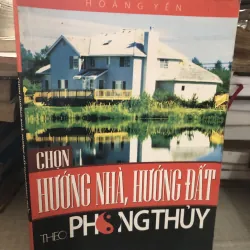 HOÀNG YẾN
CHỌN
HƯỚNG NHÀ, HƯỚNG ĐẤT
THEO PHONG THỦY